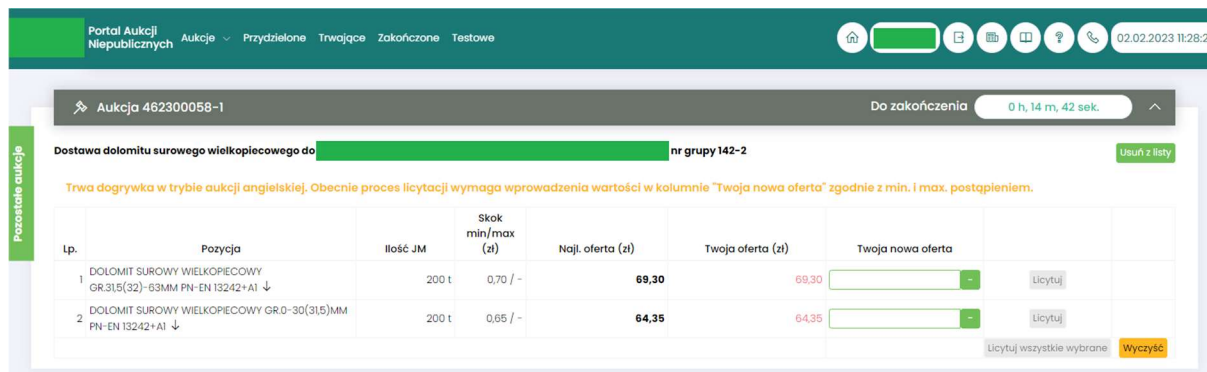 Portal Aukcji
Niepublicznych
Aukcje Przydzielone Trwające Zakończone Testowe
02.02.2023 11:28:2
Aukcja 462300058-1
Do zakończenia 0 h, 14 m, 42 sek.
Pozostałe aukcje
Dostawa dolomitu surowego wielkopiecowego do nr grupy 142-2
Usuń z listy
Trwa dogrywka w trybie aukcji angielskiej. Obecnie proces licytacji wymaga wprowadzenia wartości w kolumnie "Twoja nowa oferta" zgodnie z min. i max. postąpieniem.
Lp. Pozycja Ilość JM Skok min/max (zł) Najl. oferta (zł) Twoja oferta (zł) Twoja nowa oferta
1 DOLOMIT SUROWY WIELKOPIECOWY
GR.31,5(32)-63MM PN-EN 13242+A1 ↓ 200 t 0,70 / - 69,30 69,30 - Licytuj
2 DOLOMIT SUROWY WIELKOPIECOWY GR.0-30(31,5)MM
PN-EN 13242+A1 ↓ 200 t 0,65 / - 64,35 64,35 - Licytuj
Licytuj wszystkie wybrane Wyczyść